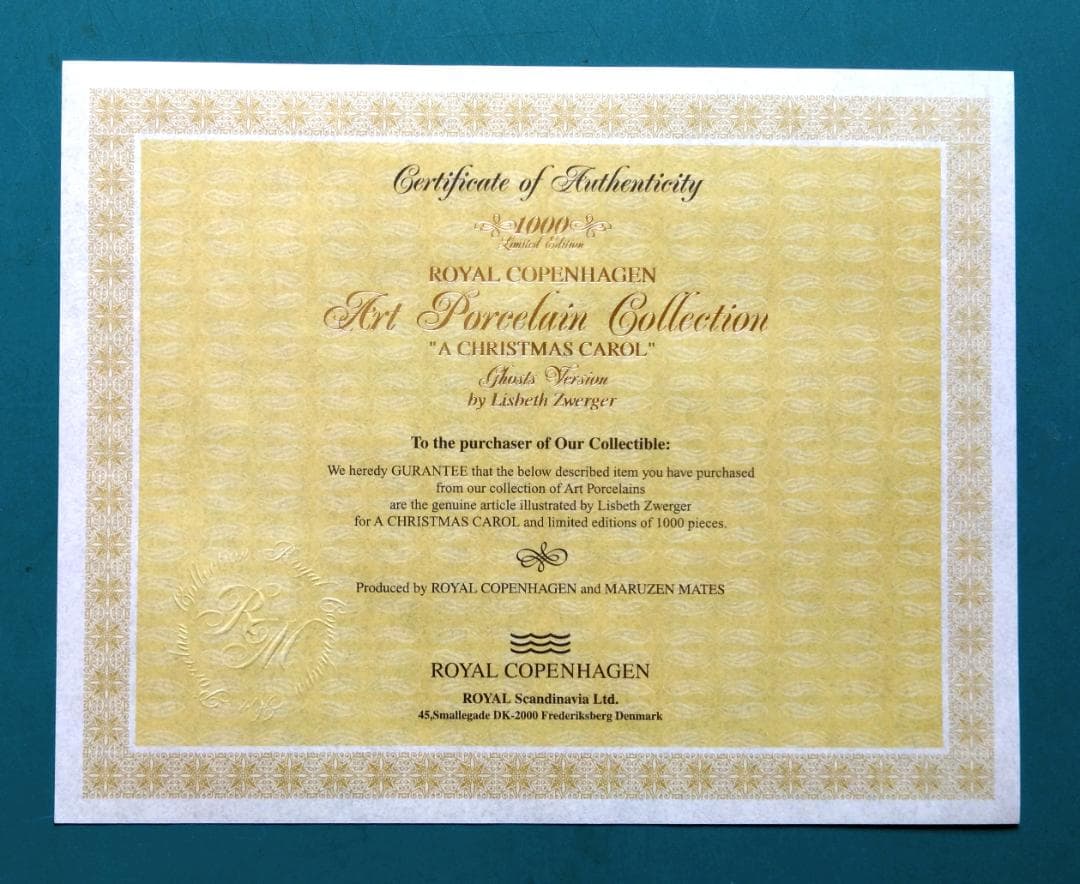 Certificate of Authenticity
1000
Limited Edition
ROYAL COPENHAGEN
Art Porcelain Collection
"A CHRISTMAS CAROL"
Ghosts Version
by Lisbeth Zwerger
To the purchaser of Our Collectible:
We heredy GURANTEE that the below described item you have purchased
from our collection of Art Porcelains
are the genuine article illustrated by Lisbeth Zwerger
for A CHRISTMAS CAROL and limited editions of 1000 pieces.
Produced by ROYAL COPENHAGEN and MARUZEN MATES
ROYAL COPENHAGEN
ROYAL Scandinavia Ltd.
45,Smallegade DK-2000 Frederiksberg Denmark
RM